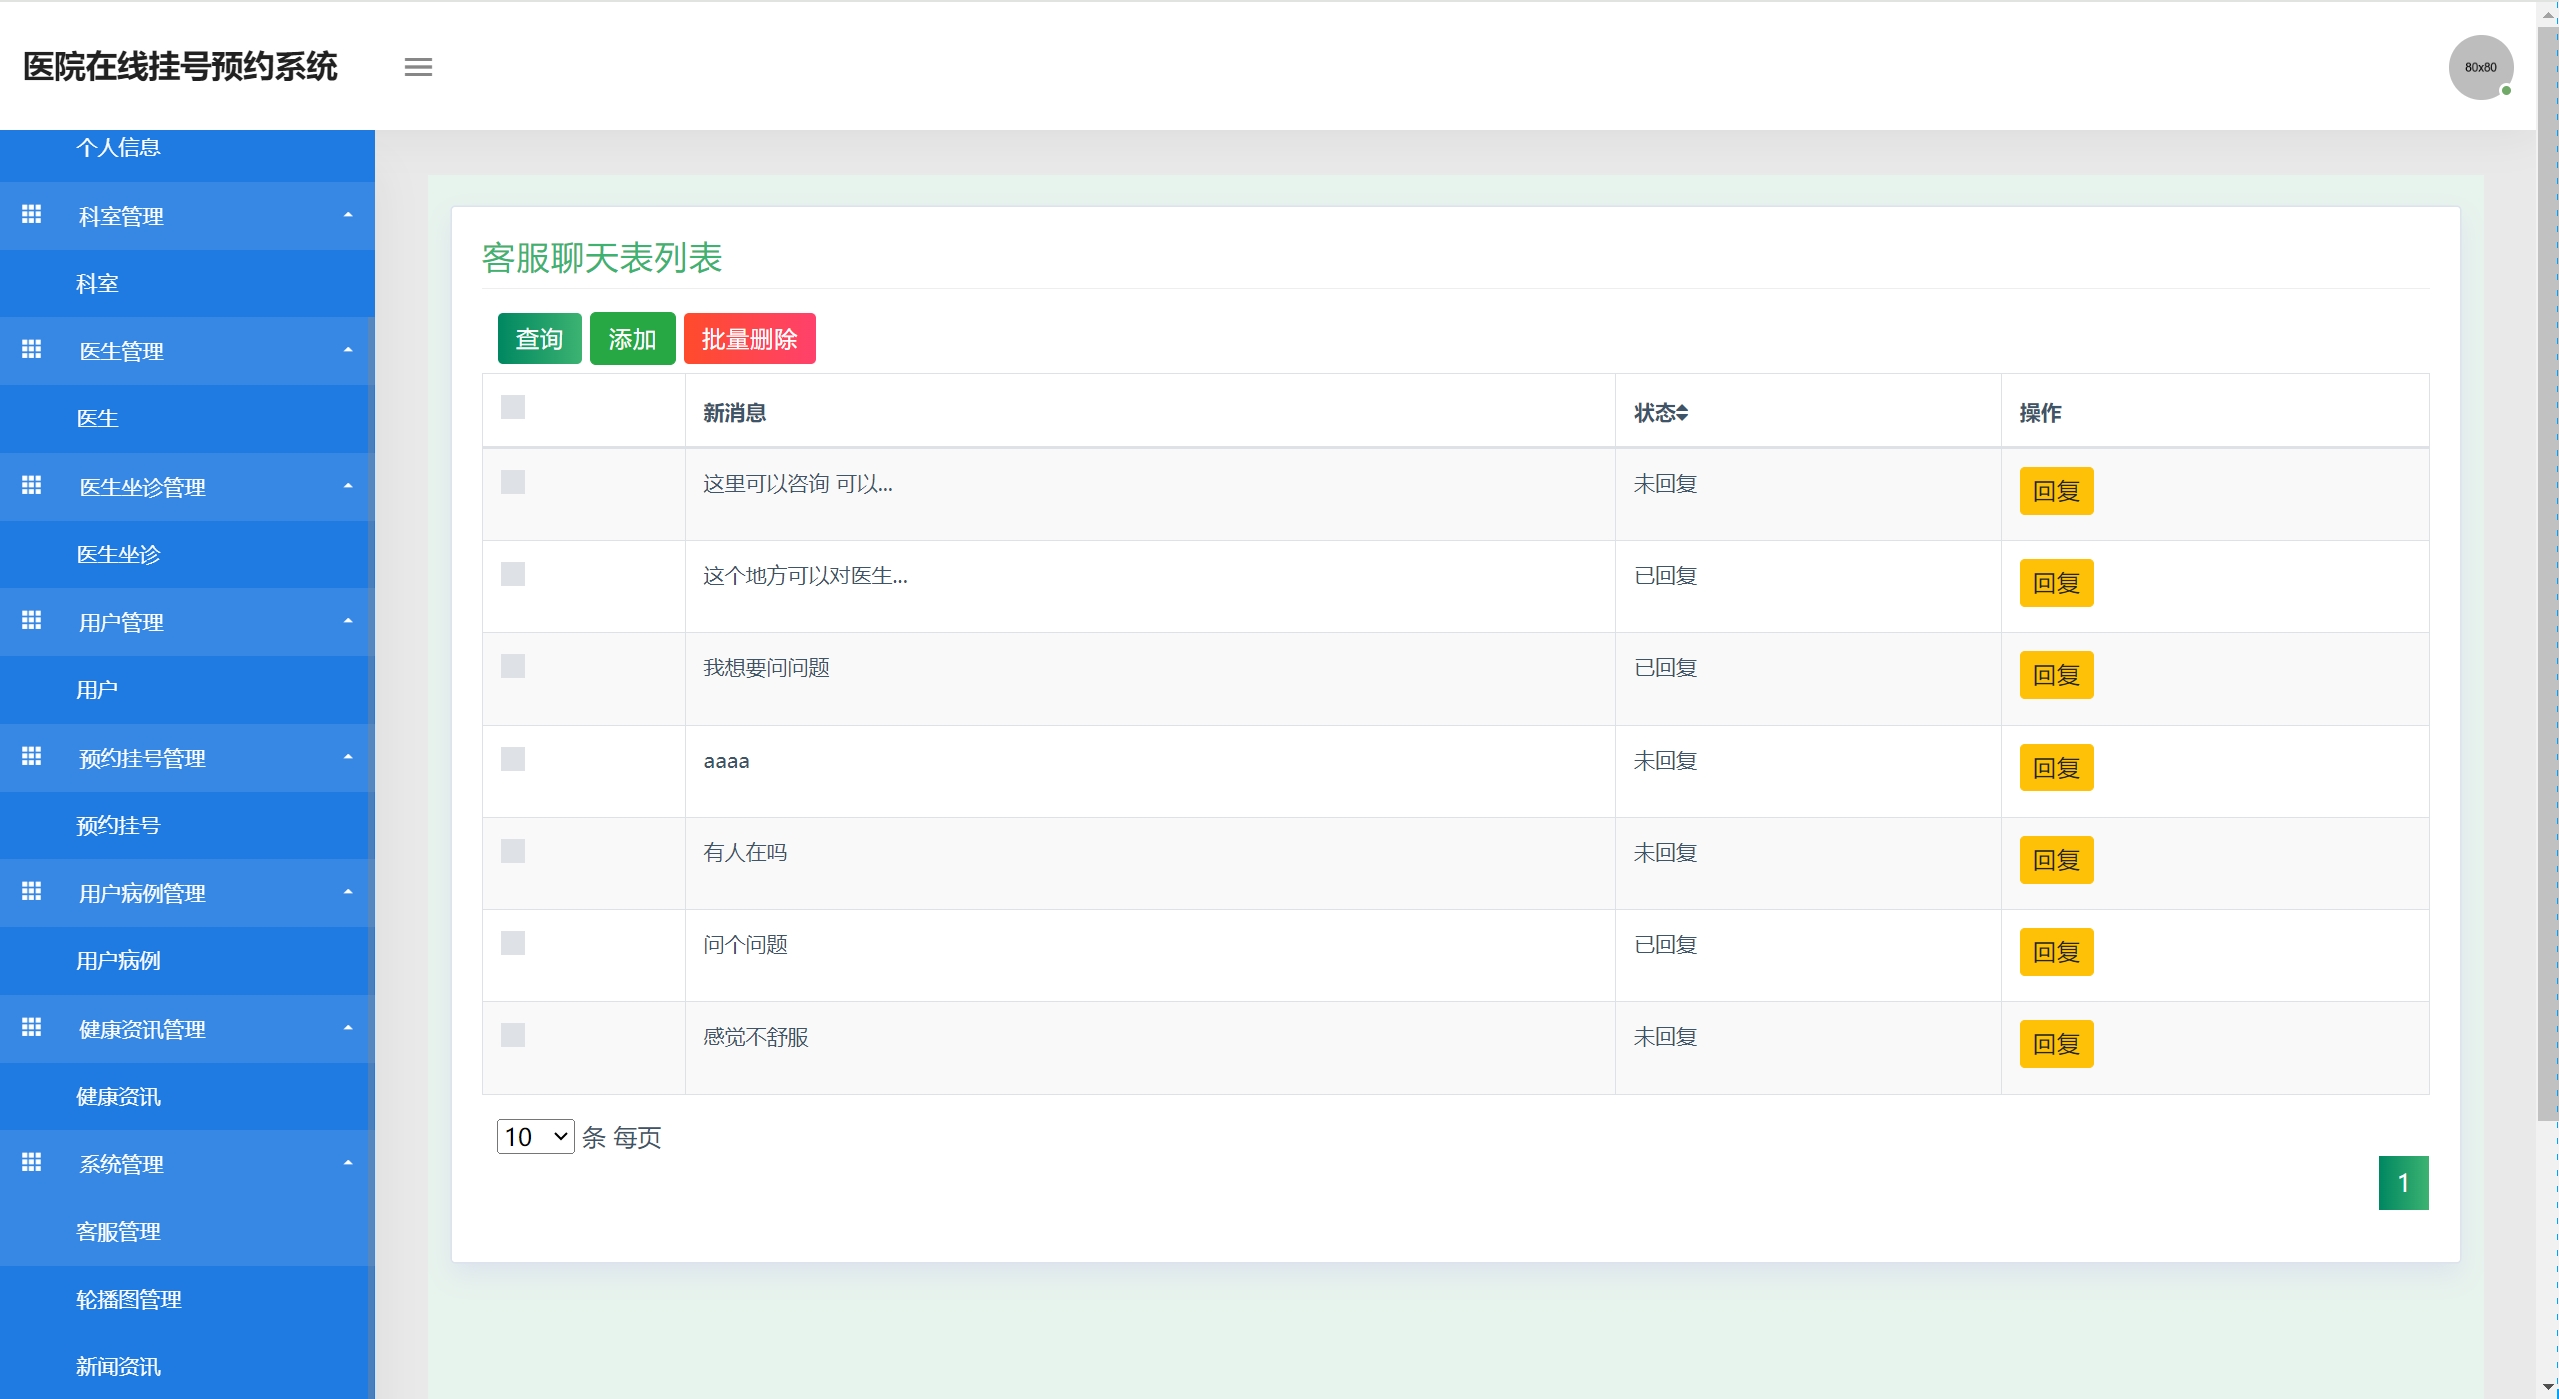 医院在线挂号预约系统
80x80
个人信息
科室管理
科室
医生管理
医生
医生坐诊管理
医生坐诊
用户管理
用户
预约挂号管理
预约挂号
用户病例管理
用户病例
健康资讯管理
健康资讯
系统管理
客服管理
轮播图管理
新闻资讯
客服聊天表列表
查询 添加 批量删除
新消息 状态 操作
这里可以咨询 可以... 未回复 回复
这个地方可以对医生... 已回复 回复
我想要问问题 已回复 回复
aaaa 未回复 回复
有人在吗 未回复 回复
问个问题 已回复 回复
感觉不舒服 未回复 回复
10 条 每页
1